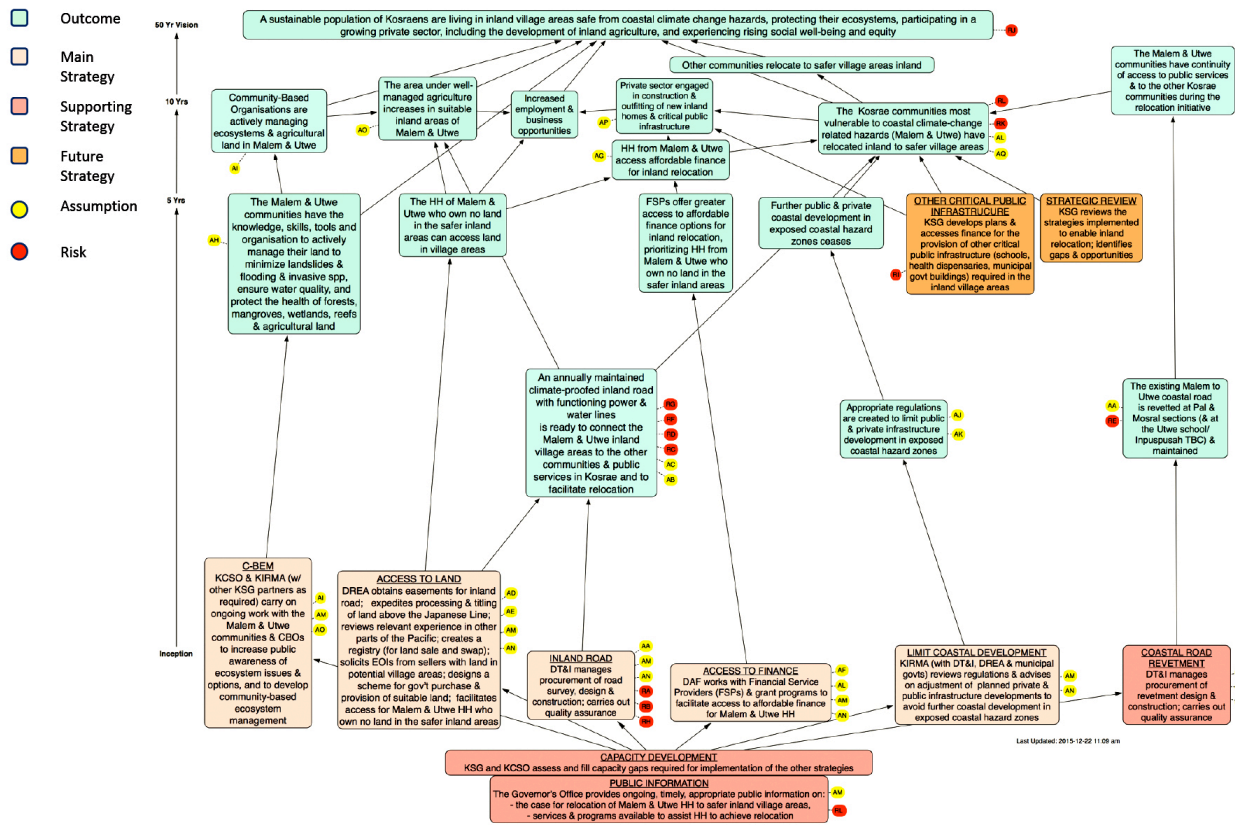 Outcome
Main
Strategy
Supporting
Strategy
Future
Strategy
Assumption
Risk
50 Yr Vision
10 Yrs
5 Yrs
Inception
A sustainable population of Kosraens are living in inland village areas safe from coastal climate change hazards, protecting their ecosystems, participating in a
growing private sector, including the development of inland agriculture, and experiencing rising social well-being and equity
RJ
Other communities relocate to safer village areas inland
The Malem & Utwe
communities have continuity
of access to public services
& to the other Kosrae
communities during the
relocation initiative
Community-Based
Organisations are
actively managing
ecosystems & agricultural
land in Malem & Utwe
AI
The area under well-
managed agriculture
increases in suitable
inland areas of
Malem & Utwe
AO
Increased
employment &
business
opportunities
Private sector engaged
in construction &
outfitting of new inland
homes & critical public
infrastructure
AP
HH from Malem & Utwe
access affordable finance
for inland relocation
AG
The Kosrae communities most
vulnerable to coastal climate-change
related hazards (Malem & Utwe) have
relocated inland to safer village areas
RL
RK
AL
AQ
The Malem & Utwe
communities have the
knowledge, skills, tools and
organisation to actively
manage their land to
minimize landslides &
flooding & invasive spp,
ensure water quality, and
protect the health of forests,
mangroves, wetlands, reefs
& agricultural land
AH
The HH of Malem &
Utwe who own no land
in the safer inland
areas can access land
in village areas
FSPs offer greater
access to affordable
finance options for
inland relocation,
prioritizing HH from
Malem & Utwe who
own no land in the
safer inland areas
Further public & private
coastal development in
exposed coastal hazard
zones ceases
OTHER CRITICAL PUBLIC
INFRASTRUCURE
KSG develops plans &
accesses finance for the
provision of other critical
public infrastructure (schools,
health dispensaries, municipal
govt buildings) required in the
inland village areas
RI
STRATEGIC REVIEW
KSG reviews the
strategies implemented
to enable inland
relocation; identifies
gaps & opportunities
An annually maintained
climate-proofed inland road
with functioning power &
water lines
is ready to connect the
Malem & Utwe inland
village areas to the other
communities & public
services in Kosrae and to
facilitate relocation
RG
RF
RD
RC
AC
AB
Appropriate regulations
are created to limit public
& private infrastructure
development in exposed
coastal hazard zones
AJ
AK
The existing Malem to
Utwe coastal road
is revetted at Pal &
Mosral sections (& at
the Utwe school/
Inpuspusah TBC) &
maintained
AA
RE
C-BEM
KCSO & KIRMA (w/
other KSG partners as
required) carry on
ongoing work with the
Malem & Utwe
communities & CBOs
to increase public
awareness of
ecosystem issues &
options, and to develop
community-based
ecosystem
management
AI
AM
AO
ACCESS TO LAND
DREA obtains easements for inland
road; expedites processing & titling
of land above the Japanese Line;
reviews relevant experience in other
parts of the Pacific; creates a
registry (for land sale and swap);
solicits EOIs from sellers with land in
potential village areas; designs a
scheme for gov't purchase &
provision of suitable land; facilitates
access for Malem & Utwe HH who
own no land in the safer inland areas
AD
AE
AM
AN
INLAND ROAD
DT&I manages
procurement of road
survey, design &
construction; carries out
quality assurance
AA
AM
AN
RA
RB
RH
ACCESS TO FINANCE
DAF works with Financial Service
Providers (FSPs) & grant programs to
facilitate access to affordable finance
for Malem & Utwe HH
AF
AL
AM
AN
LIMIT COASTAL DEVELOPMENT
KIRMA (with DT&I, DREA & municipal
govts) reviews regulations & advises
on adjustment of planned private &
public infrastructure developments to
avoid further coastal development in
exposed coastal hazard zones
AM
AN
COASTAL ROAD
REVETMENT
DT&I manages
procurement of
revetment design &
construction; carries out
quality assurance
Last Updated: 2015-12-22 11:09 am
CAPACITY DEVELOPMENT
KSG and KCSO assess and fill capacity gaps required for implementation of the other strategies
PUBLIC INFORMATION
The Governor's Office provides ongoing, timely, appropriate public information on:
- the case for relocation of Malem & Utwe HH to safer inland village areas,
- services & programs available to assist HH to achieve relocation
AM
RL